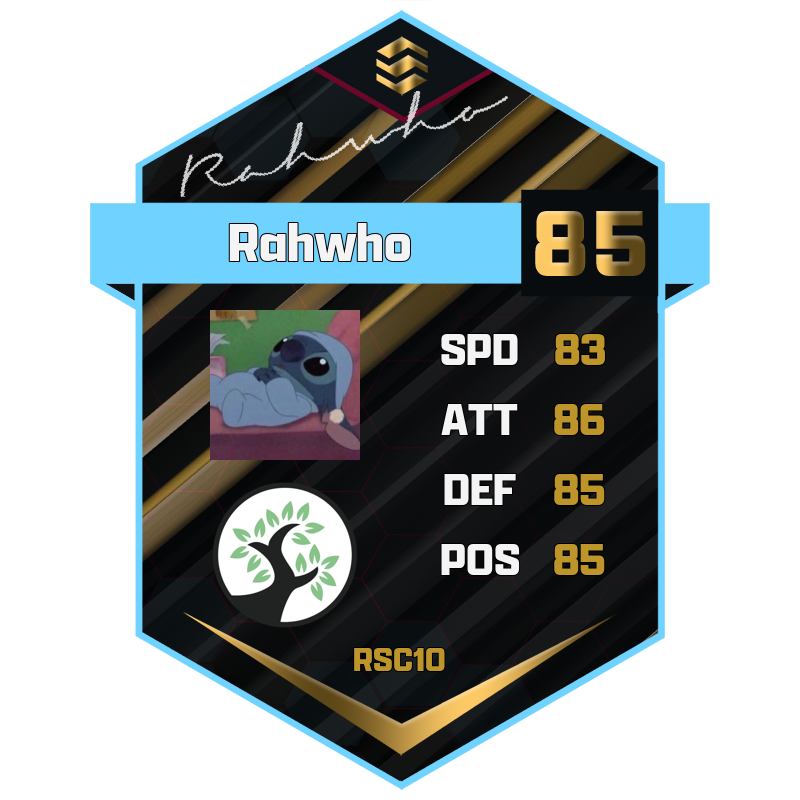 Rahwho
Rahwho 85
SPD 83
ATT 86
DEF 85
POS 85
RSC10